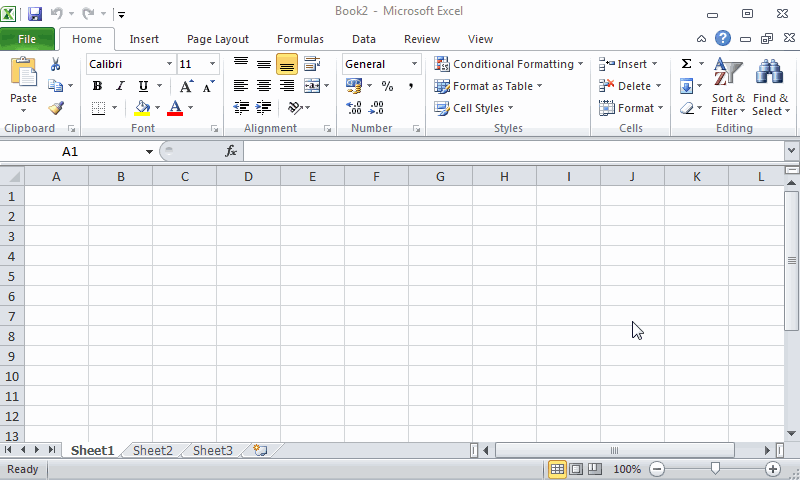 Book2 - Microsoft Excel
File Home Insert Page Layout Formulas Data Review View
Calibri 11 General Conditional Formatting Insert Σ
Paste B I U A A % , Format as Table Delete Sort & Filter Find & Select
A Cell Styles Format
Clipboard Font Alignment Number Styles Cells Editing
A1 fx
A B C D E F G H I J K L
1
2
3
4
5
6
7
8
9
10
11
12
13
Sheet1 Sheet2 Sheet3
Ready 100%